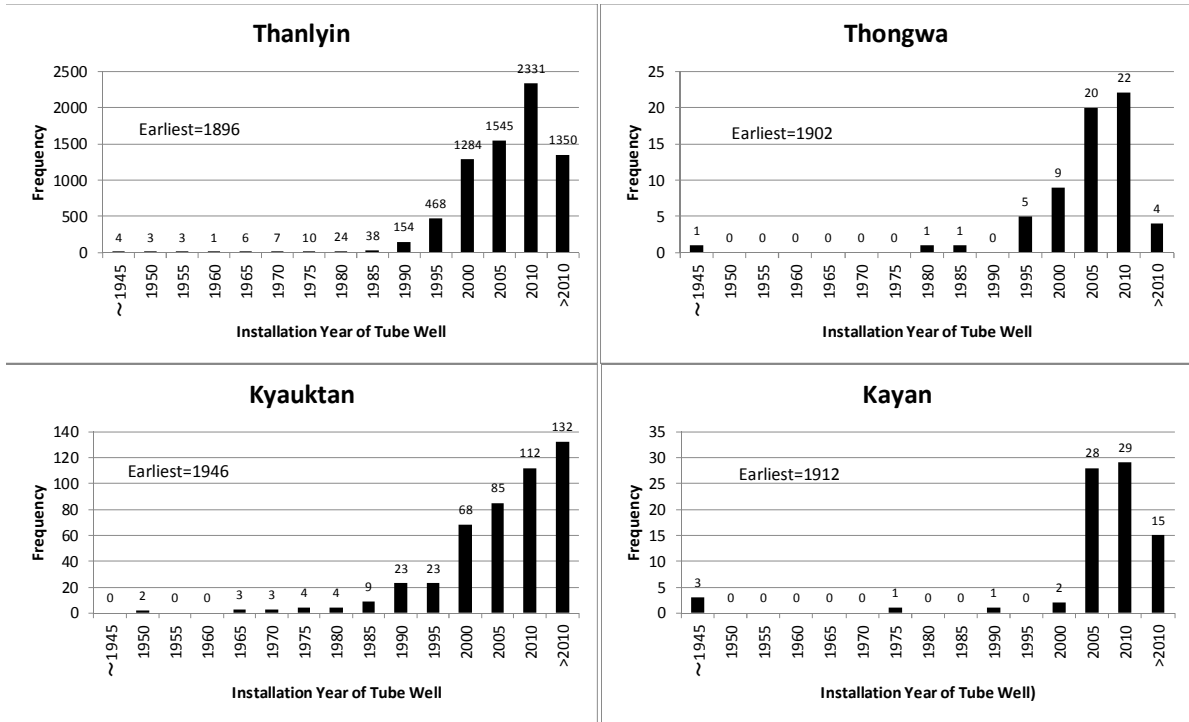 Thanlyin
2500
2000
1500
1000
500
0
Frequency
Earliest=1896
4 3 3 1 6 7 10 24 38 154 468 1284 1545 2331 1350
~1945 1950 1955 1960 1965 1970 1975 1980 1985 1990 1995 2000 2005 2010 >2010
Installation Year of Tube Well
Thongwa
25
20
15
10
5
0
Frequency
Earliest=1902
1 0 0 0 0 0 0 1 1 0 5 9 20 22 4
~1945 1950 1955 1960 1965 1970 1975 1980 1985 1990 1995 2000 2005 2010 >2010
Installation Year of Tube Well
Kyauktan
140
120
100
80
60
40
20
0
Frequency
Earliest=1946
0 2 0 0 3 3 4 4 9 23 23 68 85 112 132
~1945 1950 1955 1960 1965 1970 1975 1980 1985 1990 1995 2000 2005 2010 >2010
Installation Year of Tube Well
Kayan
35
30
25
20
15
10
5
0
Frequency
Earliest=1912
3 0 0 0 0 0 1 0 0 1 0 2 28 29 15
~1945 1950 1955 1960 1965 1970 1975 1980 1985 1990 1995 2000 2005 2010 >2010
Installation Year of Tube Well)